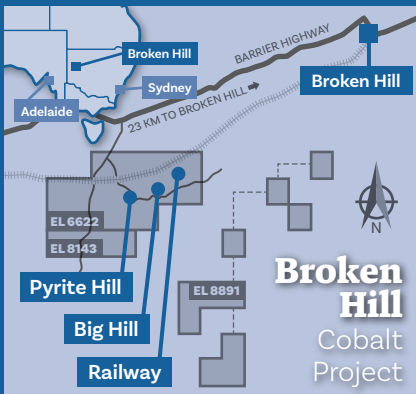 Broken Hill
Sydney
Adelaide
BARRIER HIGHWAY
Broken Hill
23 KM TO BROKEN HILL
N
EL 6622
EL 8143
EL 8891
Pyrite Hill
Big Hill
Railway
Broken
Hill
Cobalt
Project